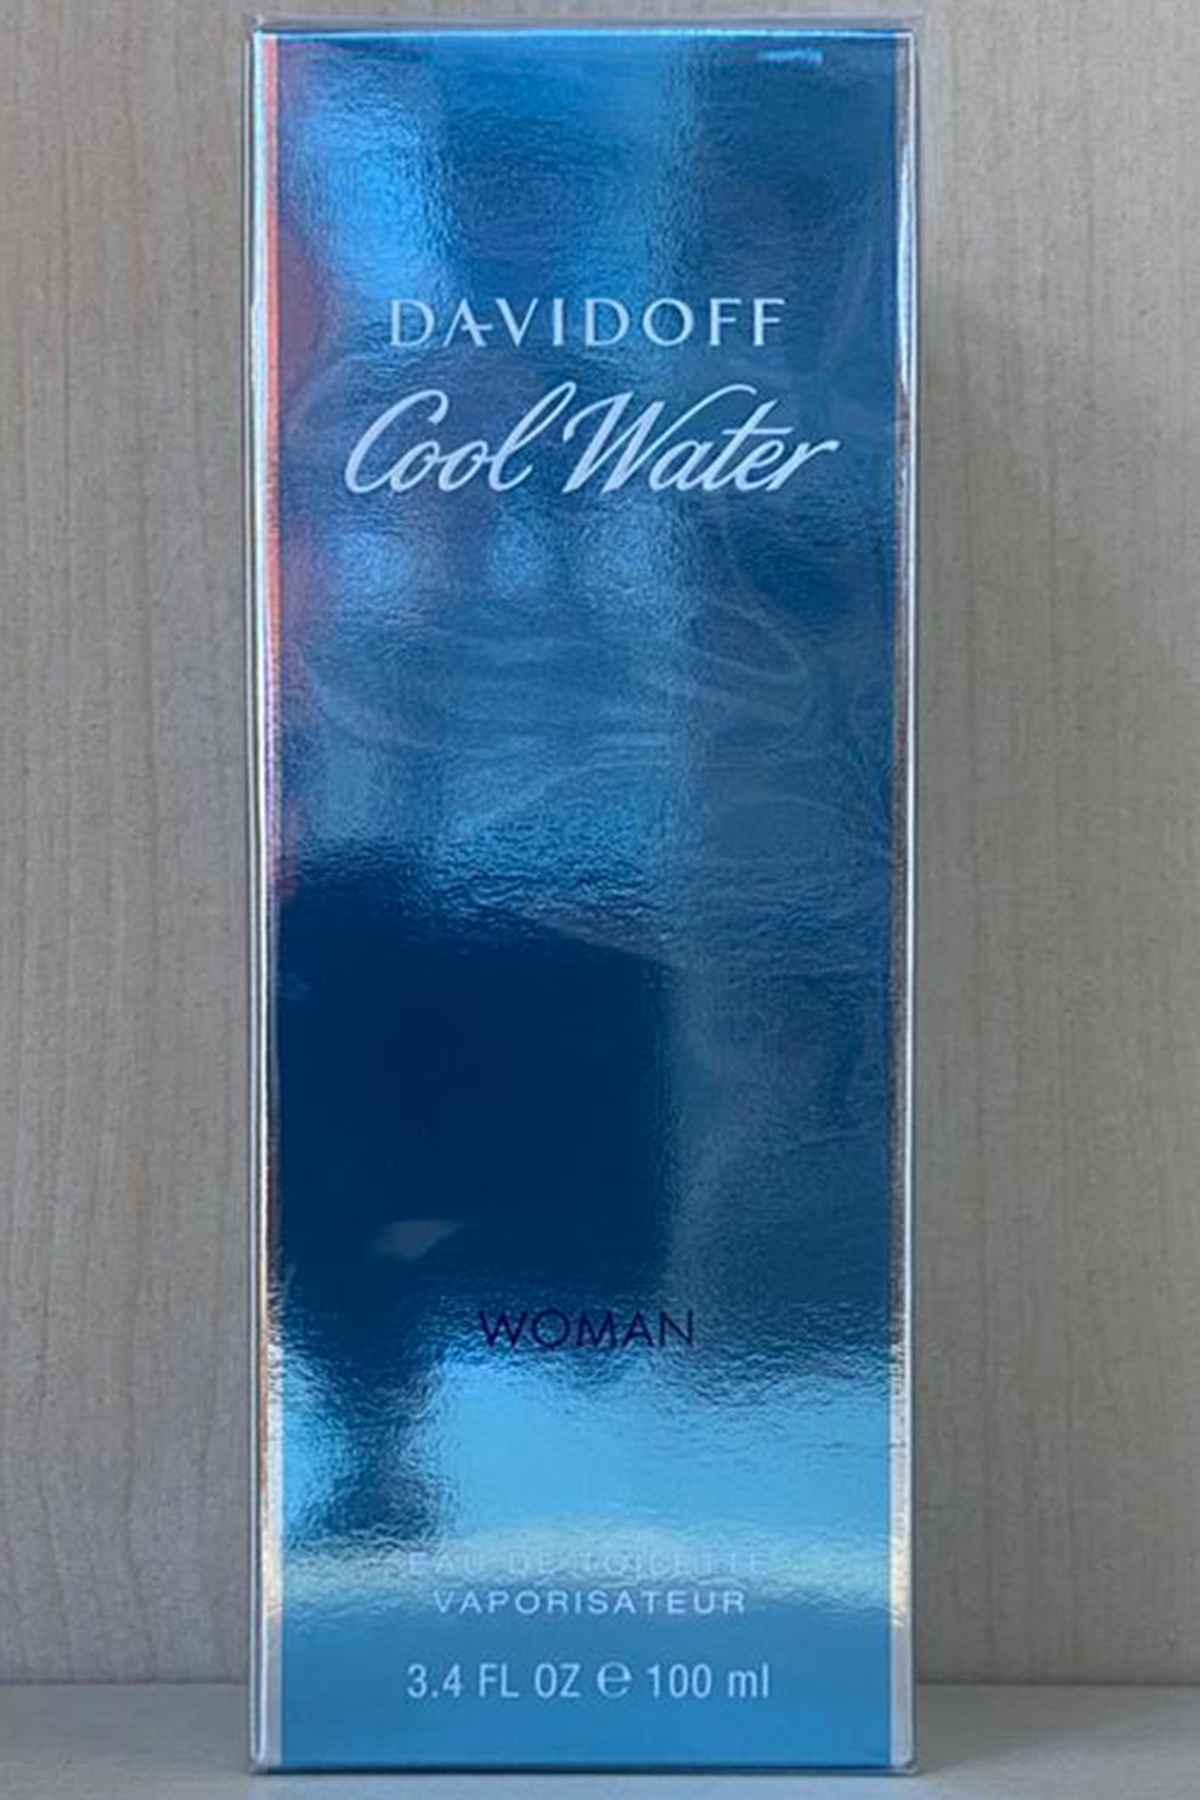 DAVIDOFF
Cool Water
WOMAN
EAU DE TOILETTE
VAPORISATEUR
3.4 FL OZ ℮ 100 ml